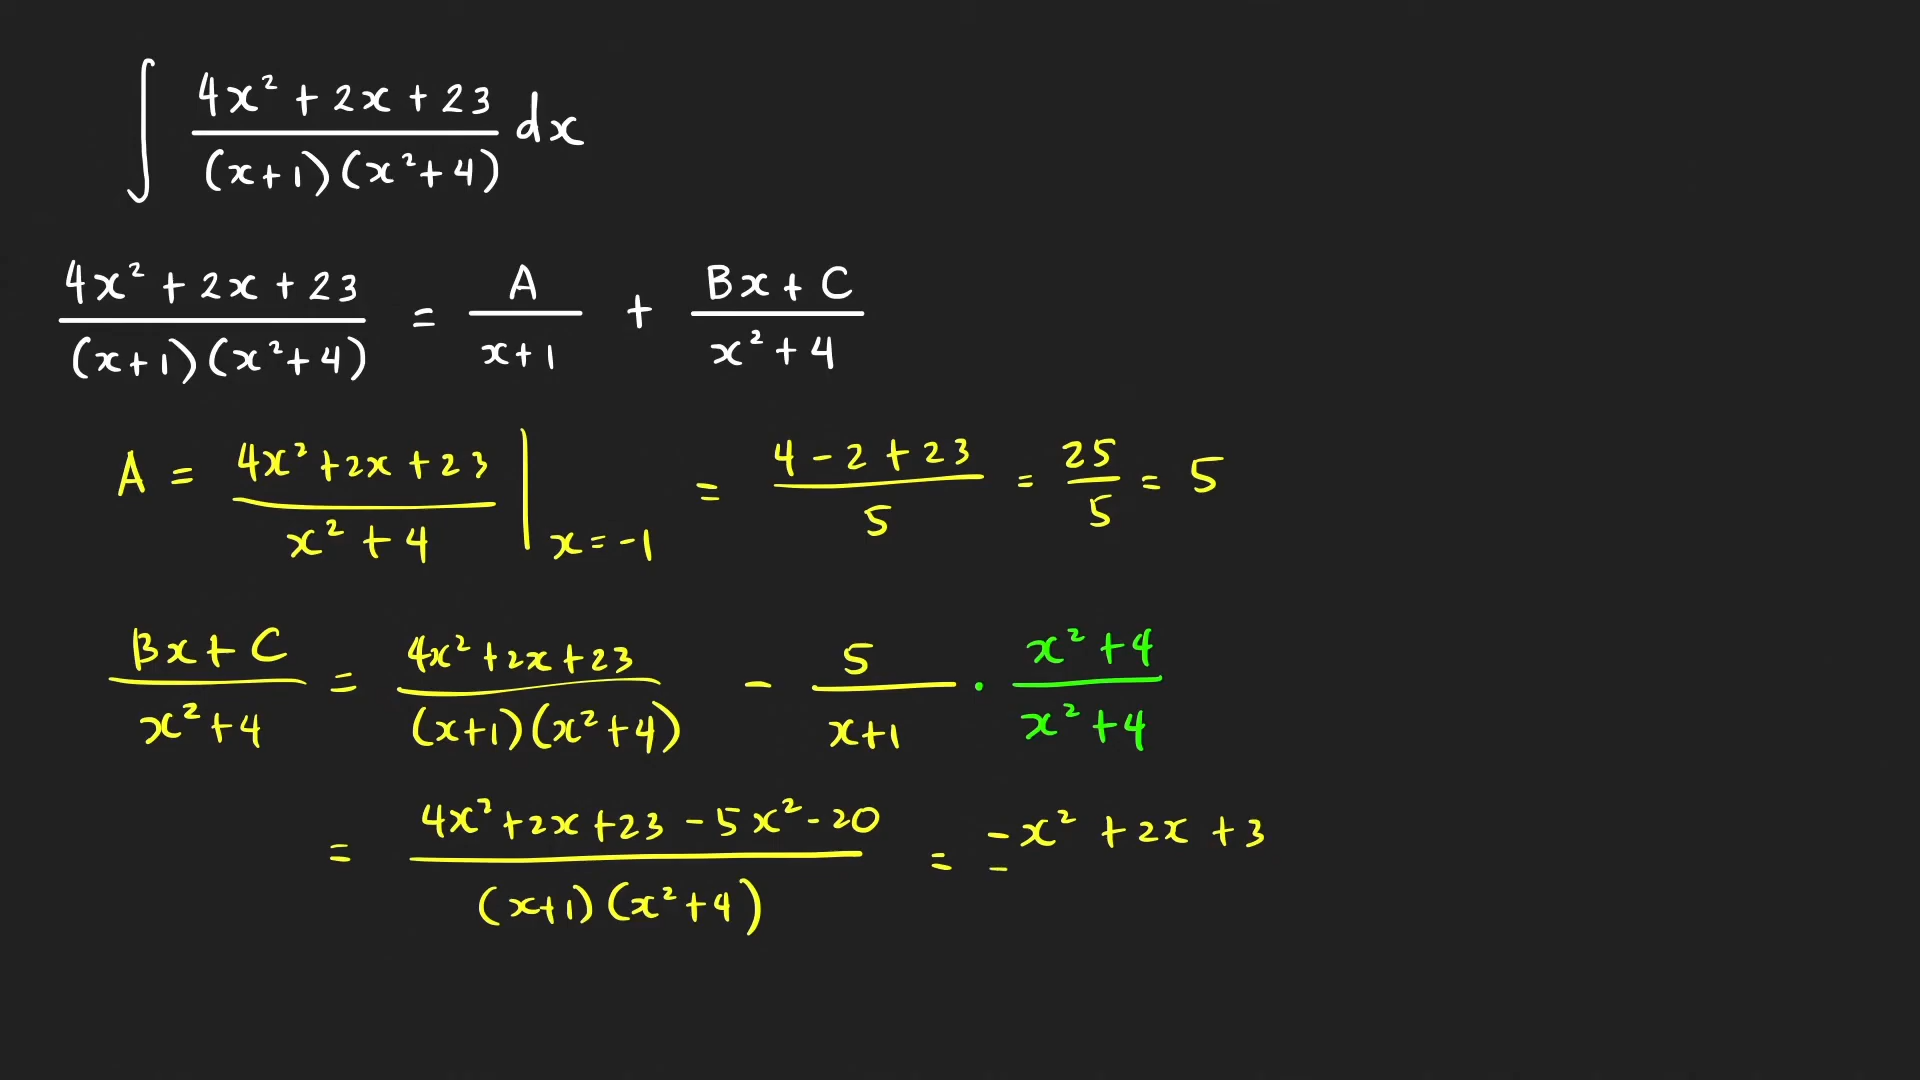 ∫ (4x² + 2x + 23)/((x+1)(x²+4)) dx
(4x² + 2x + 23)/((x+1)(x²+4)) = A/(x+1) + (Bx + C)/(x²+4)
A = (4x²+2x+23)/(x²+4) |x=-1 = (4-2+23)/5 = 25/5 = 5
(Bx+C)/(x²+4) = (4x²+2x+23)/((x+1)(x²+4)) - 5/(x+1) · (x²+4)/(x²+4)
= (4x²+2x+23-5x²-20)/((x+1)(x²+4)) = -x² + 2x + 3